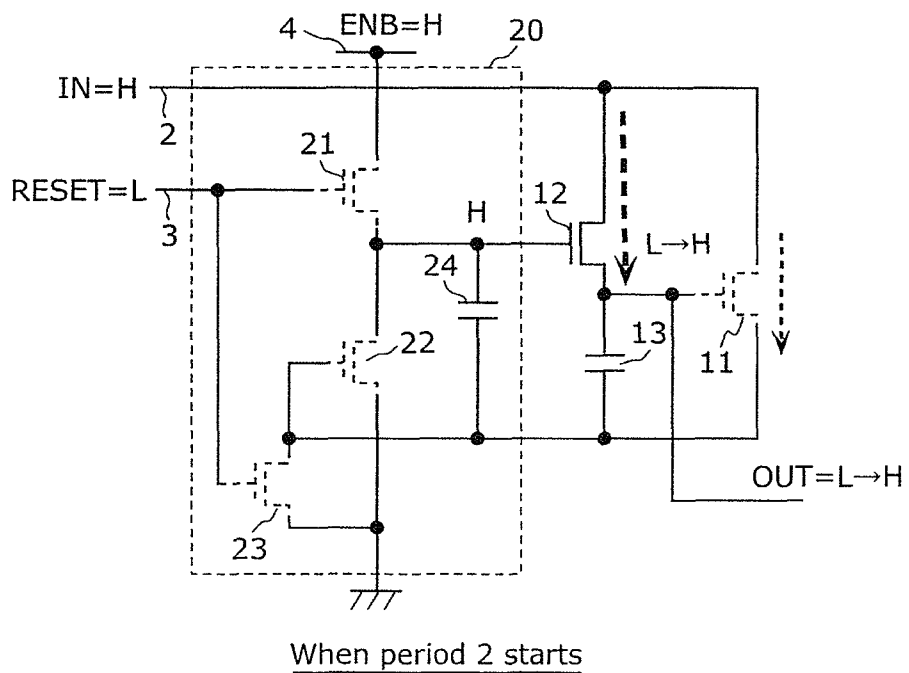 ENB=H
4
20
IN=H
2
21
RESET=L
3
H
12
L→H
24
22
13
11
OUT=L→H
23
When period 2 starts